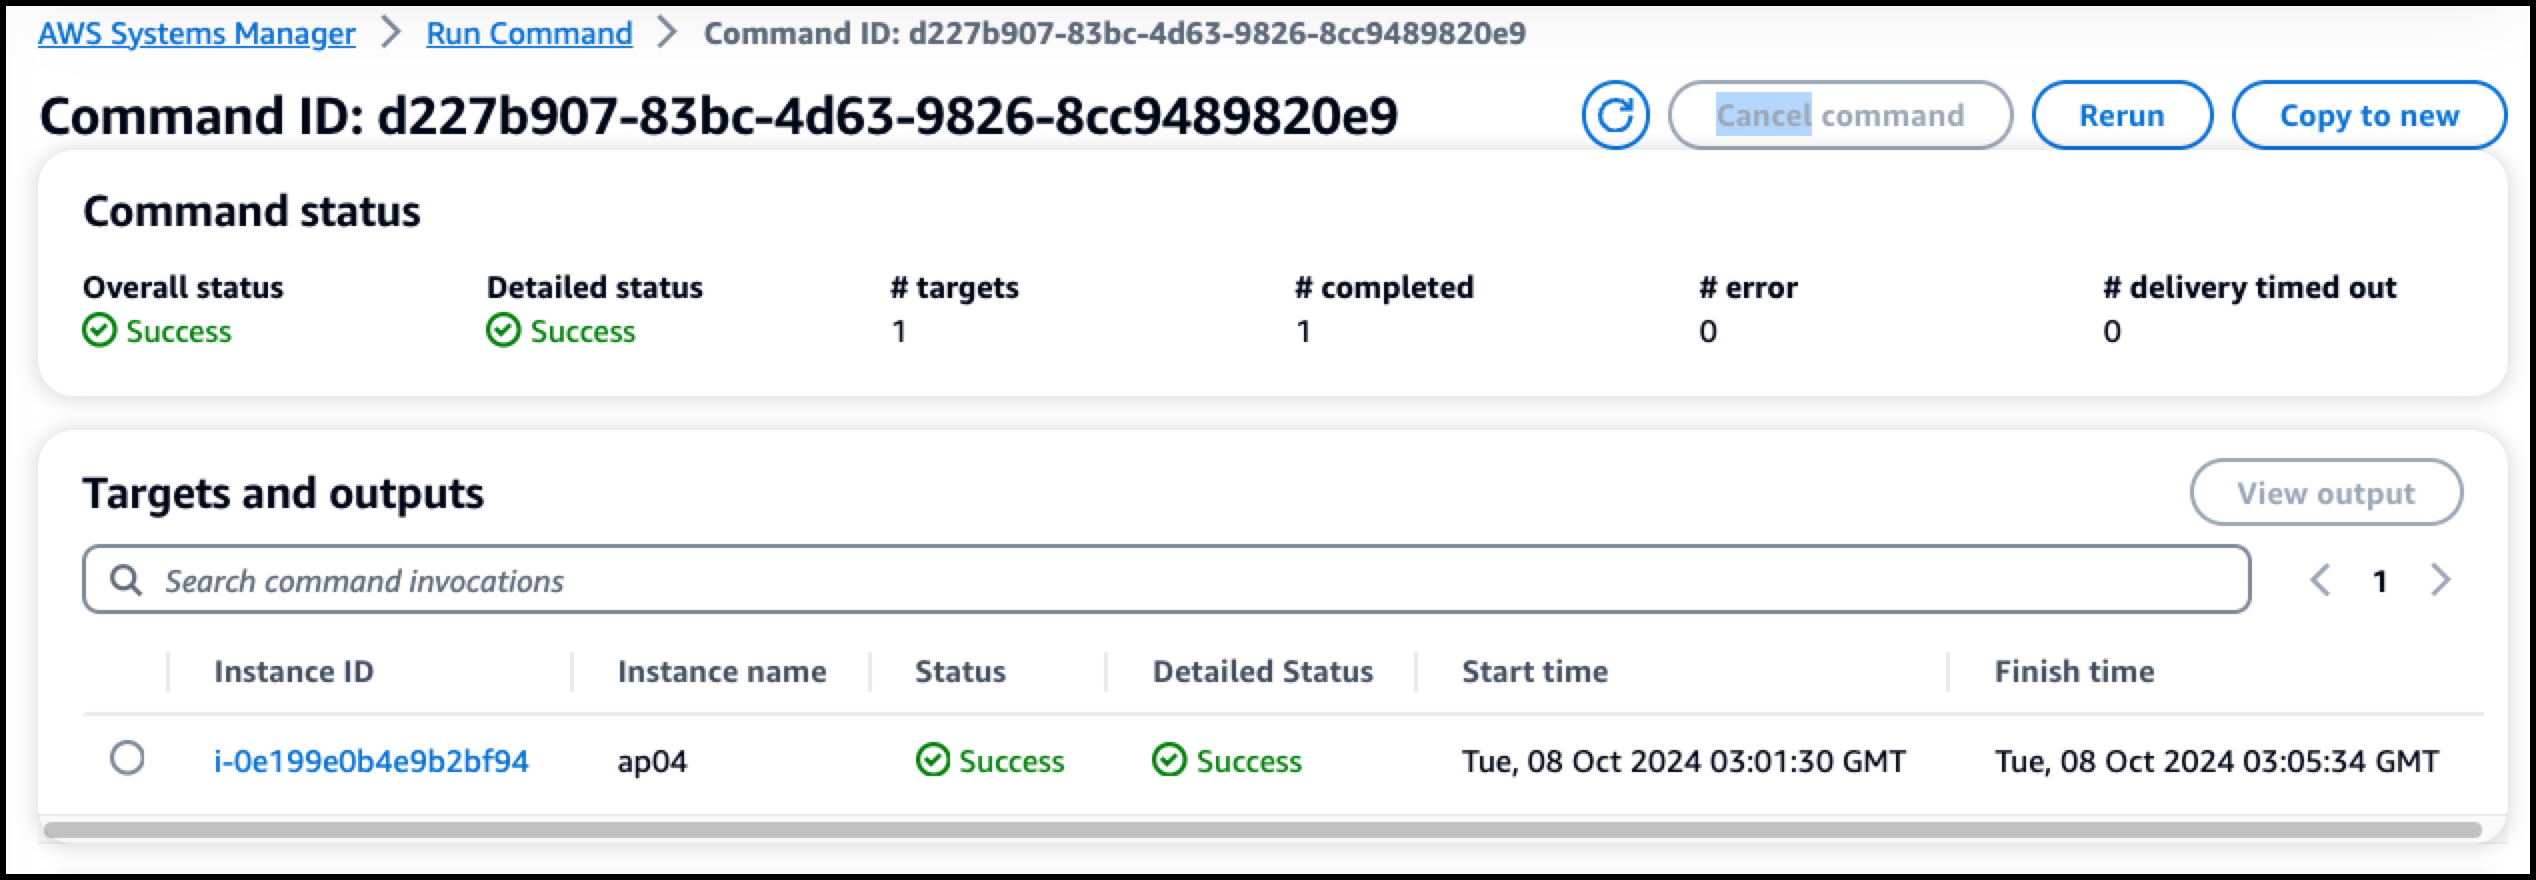 AWS Systems Manager > Run Command > Command ID: d227b907-83bc-4d63-9826-8cc9489820e9
Command ID: d227b907-83bc-4d63-9826-8cc9489820e9 Cancel command Rerun Copy to new
Command status
Overall status Detailed status # targets # completed # error # delivery timed out
Success Success 1 1 0 0
Targets and outputs View output
Search command invocations 1
Instance ID Instance name Status Detailed Status Start time Finish time
i-0e199e0b4e9b2bf94 ap04 Success Success Tue, 08 Oct 2024 03:01:30 GMT Tue, 08 Oct 2024 03:05:34 GMT